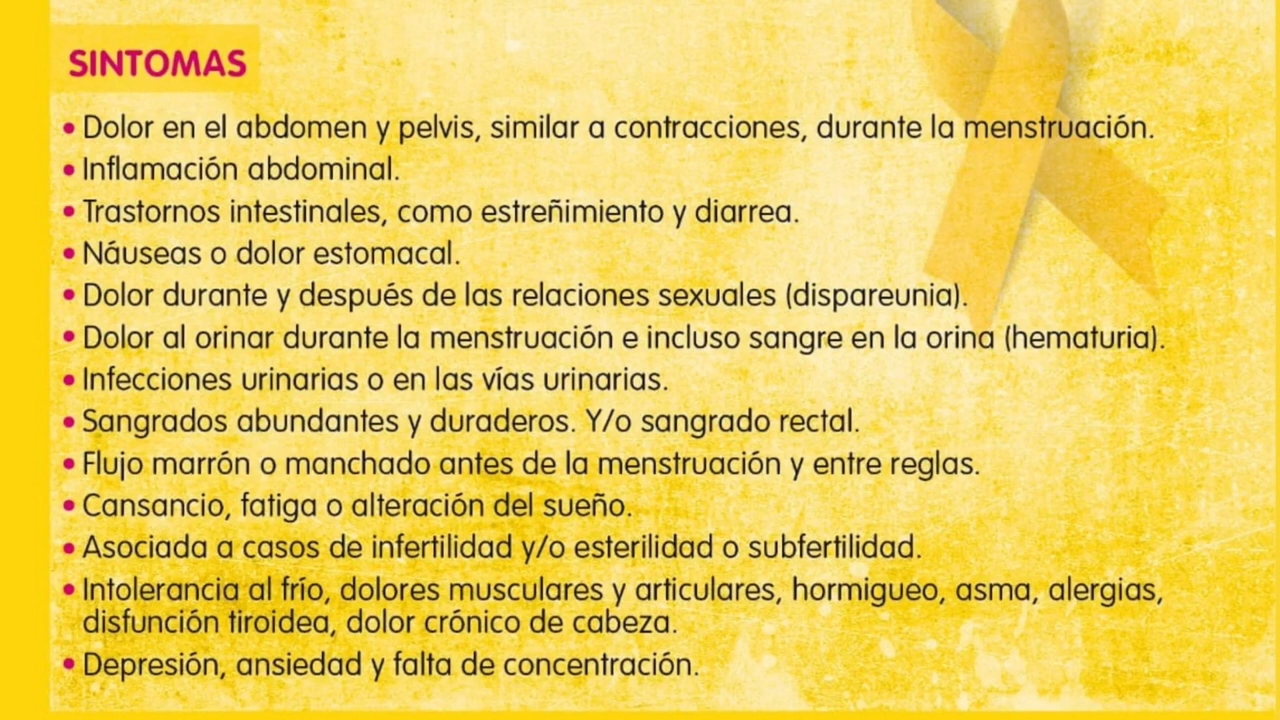 SINTOMAS
• Dolor en el abdomen y pelvis, similar a contracciones, durante la menstruación.
• Inflamación abdominal.
• Trastornos intestinales, como estreñimiento y diarrea.
• Náuseas o dolor estomacal.
• Dolor durante y después de las relaciones sexuales (dispareunia).
• Dolor al orinar durante la menstruación e incluso sangre en la orina (hematuria).
• Infecciones urinarias o en las vías urinarias.
• Sangrados abundantes y duraderos. Y/o sangrado rectal.
• Flujo marrón o manchado antes de la menstruación y entre reglas.
• Cansancio, fatiga o alteración del sueño.
• Asociada a casos de infertilidad y/o esterilidad o subfertilidad.
• Intolerancia al frío, dolores musculares y articulares, hormigueo, asma, alergias,
disfunción tiroidea, dolor crónico de cabeza.
• Depresión, ansiedad y falta de concentración.